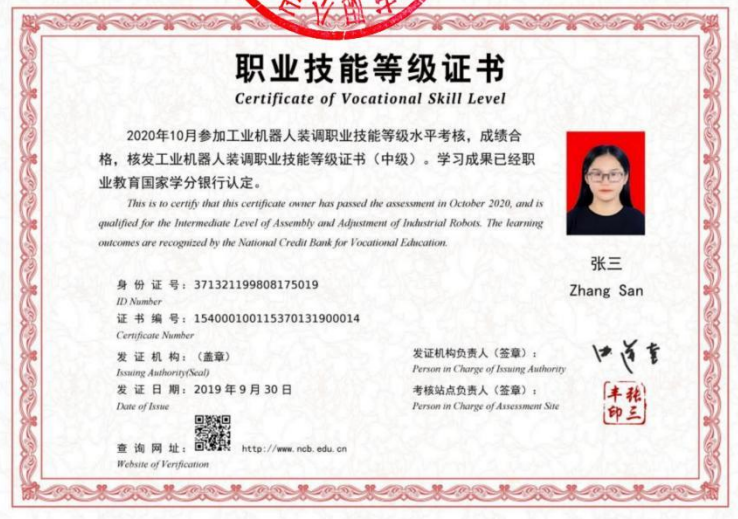 职业技能等级证书
Certificate of Vocational Skill Level
2020年10月参加工业机器人装调职业技能等级水平考核，成绩合
格，核发工业机器人装调职业技能等级证书（中级）。学习成果已经职
业教育国家学分银行认定。
This is to certify that this certificate owner has passed the assessment in October 2020, and is
qualified for the Intermediate Level of Assembly and Adjustment of Industrial Robots. The learning
outcomes are recognized by the National Credit Bank for Vocational Education.
张三
Zhang San
身份证号：371321199808175019
ID Number
证书编号：154000100115370131900014
Certificate Number
发证机构：（盖章）
Issuing Authority(Seal)
发证日期：2019年9月30日
Date of Issue
查询网址： http://www.ncb.edu.cn
Website of Verification
发证机构负责人（签章）：
Person in Charge of Issuing Authority
考核站点负责人（签章）：
Person in Charge of Assessment Site
张三
丰印